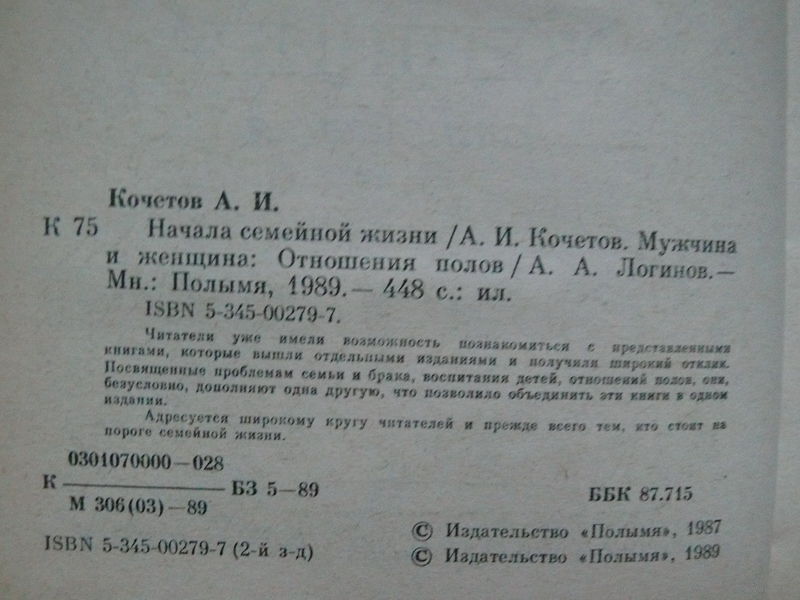 Кочетов А. И.
К 75 Начала семейной жизни /А. И. Кочетов. Мужчина
и женщина: Отношения полов / А. А. Логинов.—
Мн.: Полымя, 1989.— 448 с.: ил.
ISBN 5-345-00279-7.
Читатели уже имели возможность познакомиться с представленными
книгами, которые вышли отдельными изданиями и получили широкий отклик.
Посвященные проблемам семьи и брака, воспитания детей, отношений полов, они,
безусловно, дополняют одна другую, что позволило объединить эти книги в одном
издании.
Адресуется широкому кругу читателей и прежде всего тем, кто стоит на
пороге семейной жизни.
0301070000—028
К БЗ 5—89
М 306(03)—89
ББК 87.715
ISBN 5-345-00279-7 (2-й з-д)
© Издательство «Полымя», 1987
© Издательство «Полымя», 1989